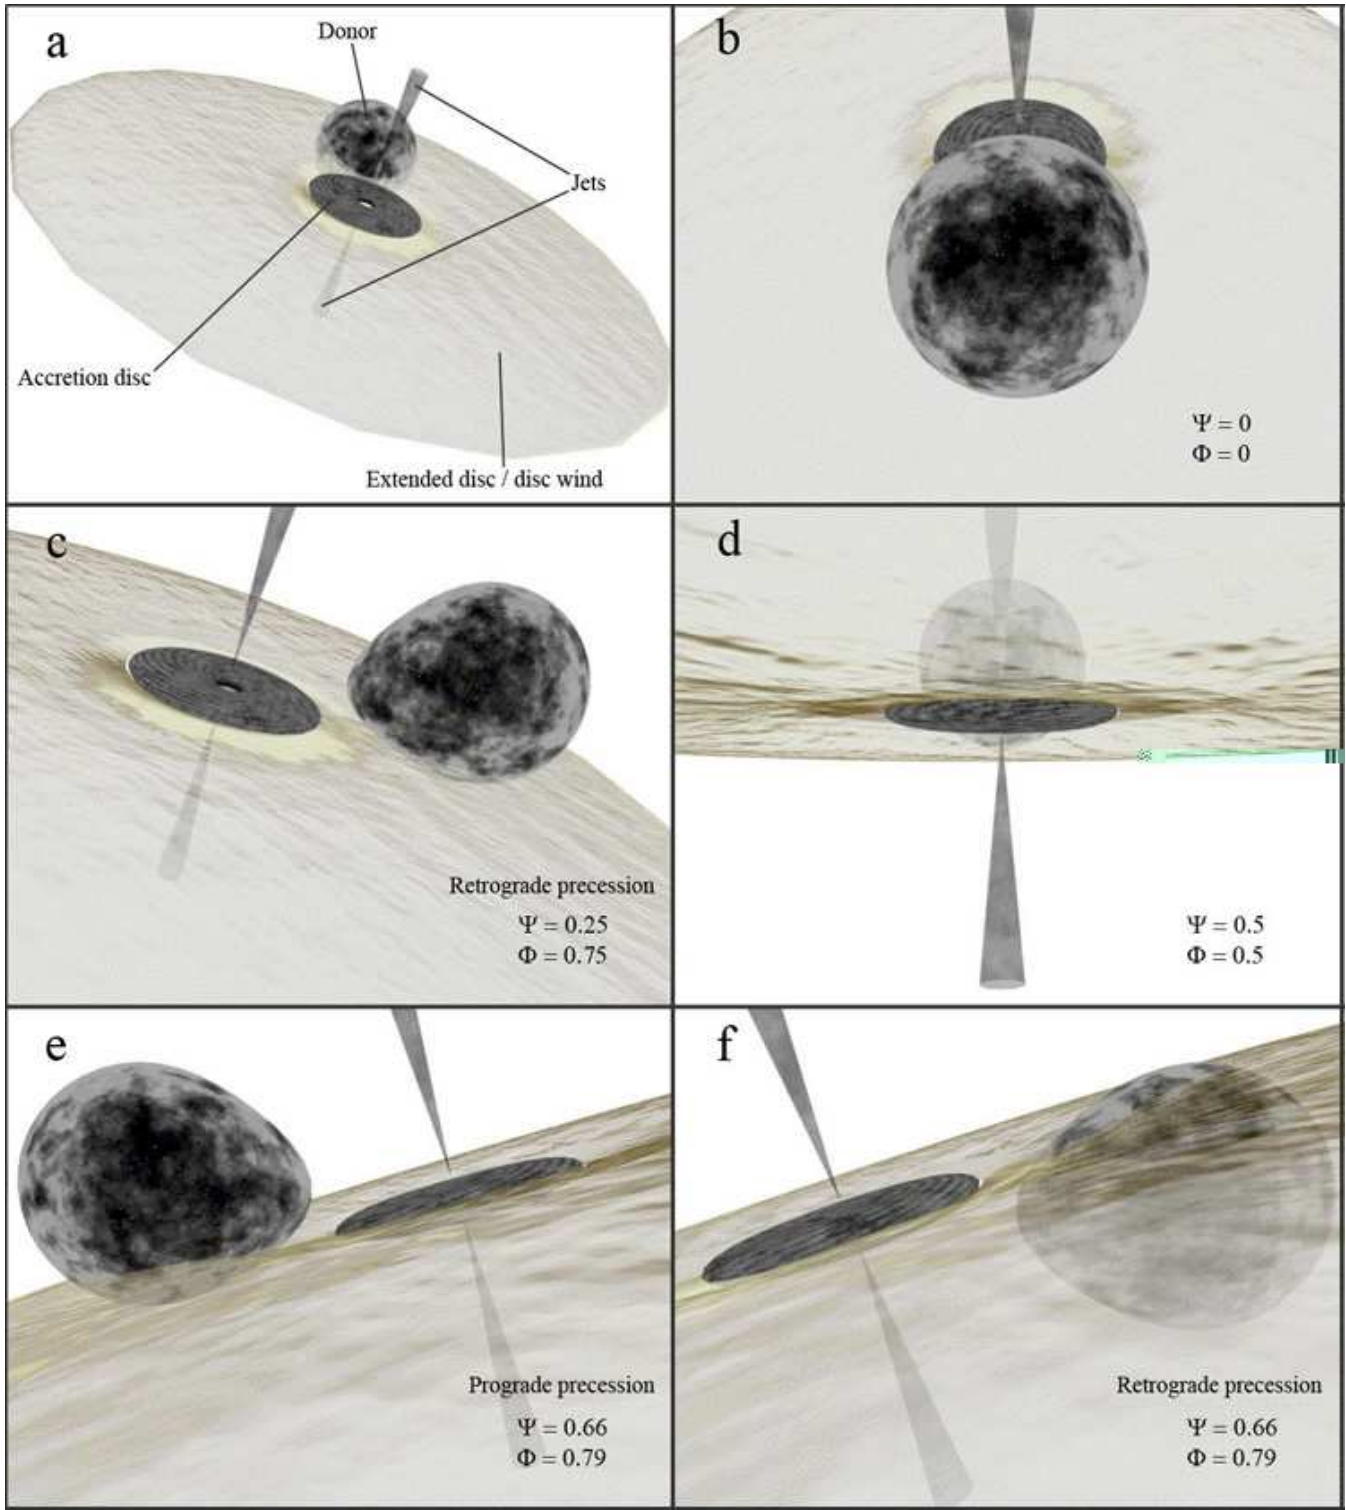 a
Donor
Jets
Accretion disc
Extended disc / disc wind
b
Ψ = 0
Φ = 0
c
Retrograde precession
Ψ = 0.25
Φ = 0.75
d
Ψ = 0.5
Φ = 0.5
e
Prograde precession
Ψ = 0.66
Φ = 0.79
f
Retrograde precession
Ψ = 0.66
Φ = 0.79